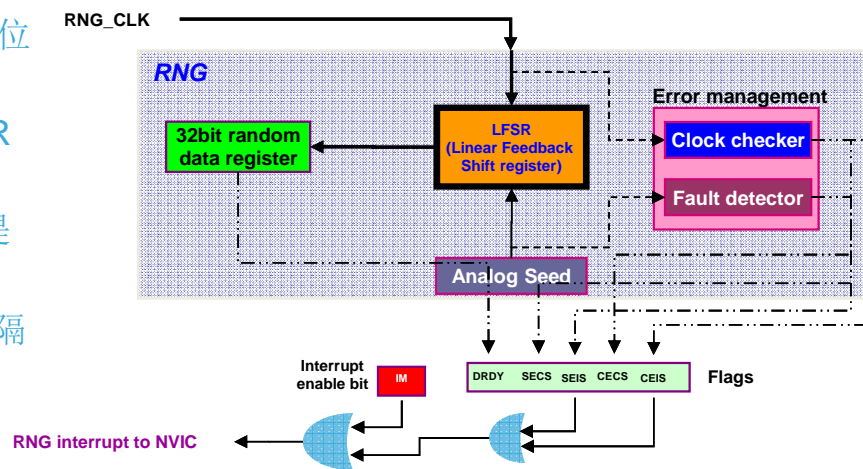 位
RNG_CLK
RNG
R
Error management
32bit random
data register
LFSR
(Linear Feedback
Shift register)
Clock checker
Fault detector
是
Analog Seed
隔
Interrupt
enable bit
IM
DRDY SECS SEIS CECS CEIS
Flags
RNG interrupt to NVIC